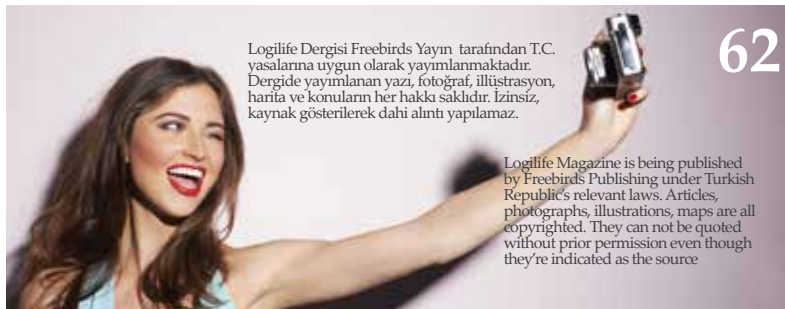 Logilife Dergisi Freebirds Yayın tarafından T.C.
yasalarına uygun olarak yayımlanmaktadır.
Dergide yayımlanan yazı, fotoğraf, illüstrasyon,
harita ve konuların her hakkı saklıdır. İzinsiz,
kaynak gösterilerek dahi alıntı yapılamaz.
62
Logilife Magazine is being published
by Freebirds Publishing under Turkish
Republic's relevant laws. Articles,
photographs, illustrations, maps are all
copyrighted. They can not be quoted
without prior permission even though
they're indicated as the source